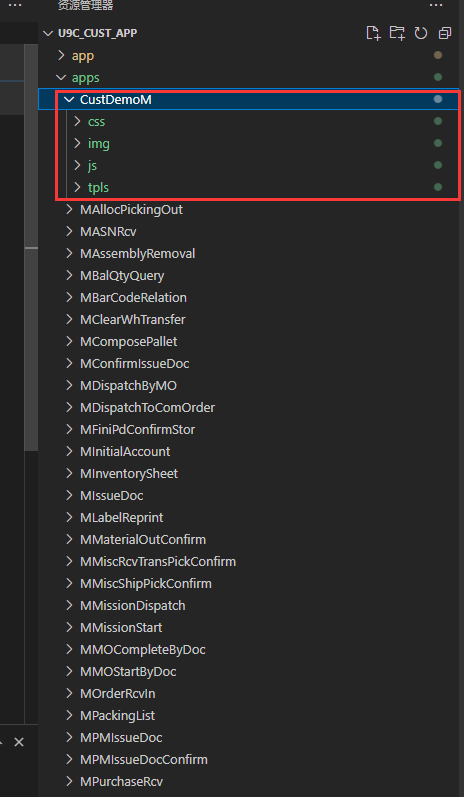 资源管理器
U9C_CUST_APP
app
apps
CustDemoM
css
img
js
tpls
MAllocPickingOut
MASNRcv
MAssemblyRemoval
MBalQtyQuery
MBarCodeRelation
MClearWhTransfer
MComposePallet
MConfirmIssueDoc
MDispatchByMO
MDispatchToComOrder
MFiniPdConfirmStor
MInitialAccount
MInventorySheet
MIssueDoc
MLabelReprint
MMaterialOutConfirm
MMiscRcvTransPickConfirm
MMiscShipPickConfirm
MMissionDispatch
MMissionStart
MMOCompleteByDoc
MMOStartByDoc
MOrderRcvIn
MPackingList
MPMIssueDoc
MPMIssueDocConfirm
MPurchaseRcv